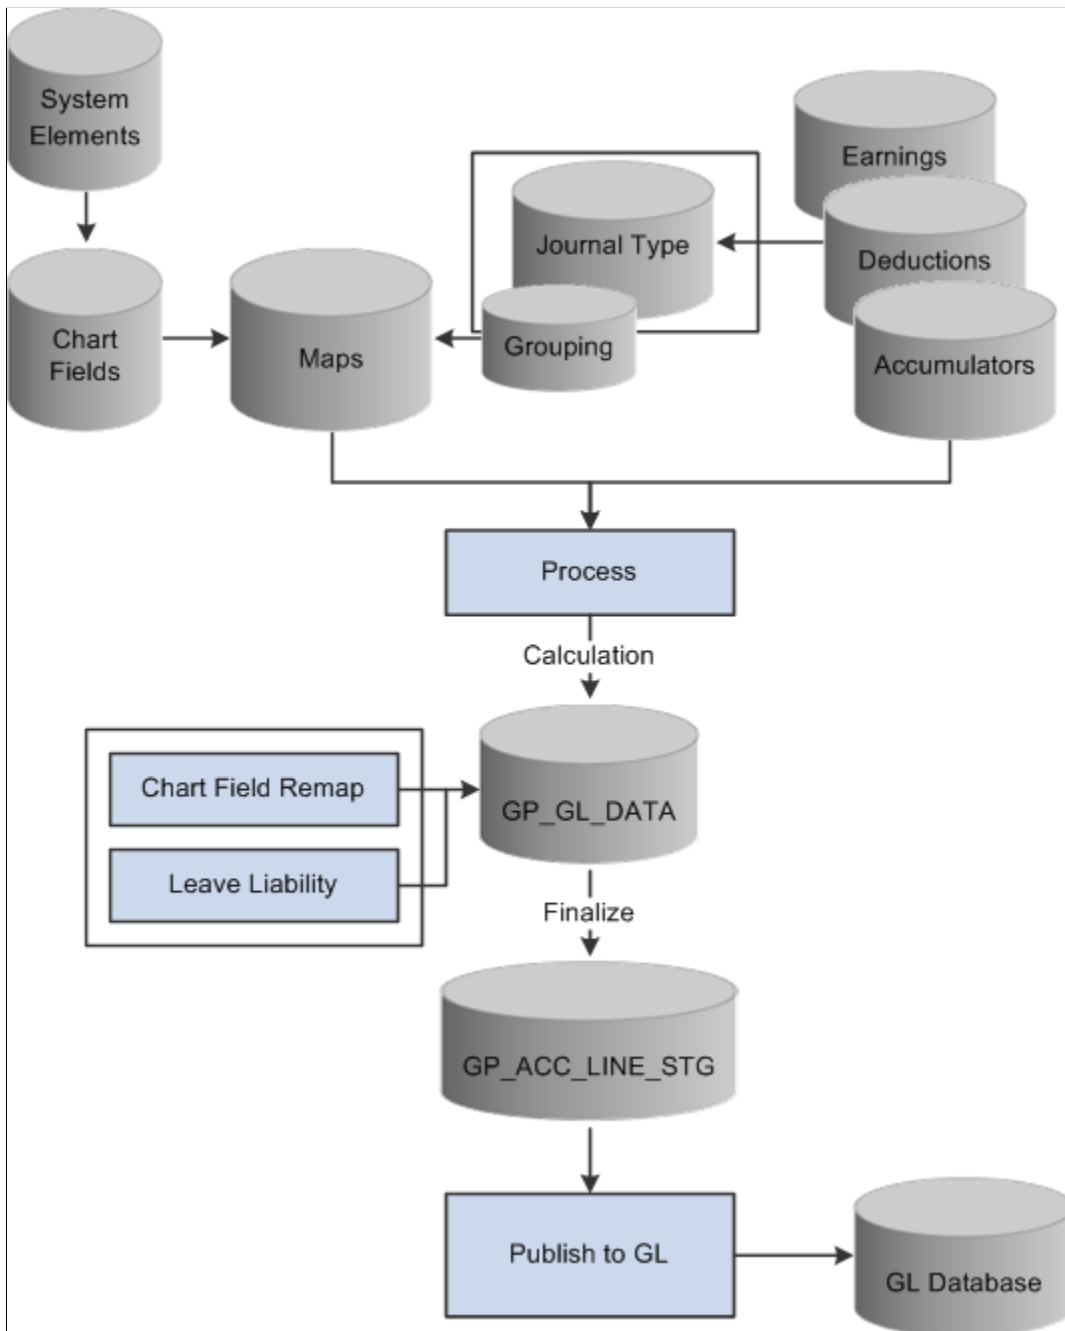 System
Elements
Earnings
Journal Type
Deductions
Chart
Fields
Maps
Grouping
Accumulators
Process
Calculation
Chart Field Remap
GP_GL_DATA
Leave Liability
Finalize
GP_ACC_LINE_STG
Publish to GL
GL Database